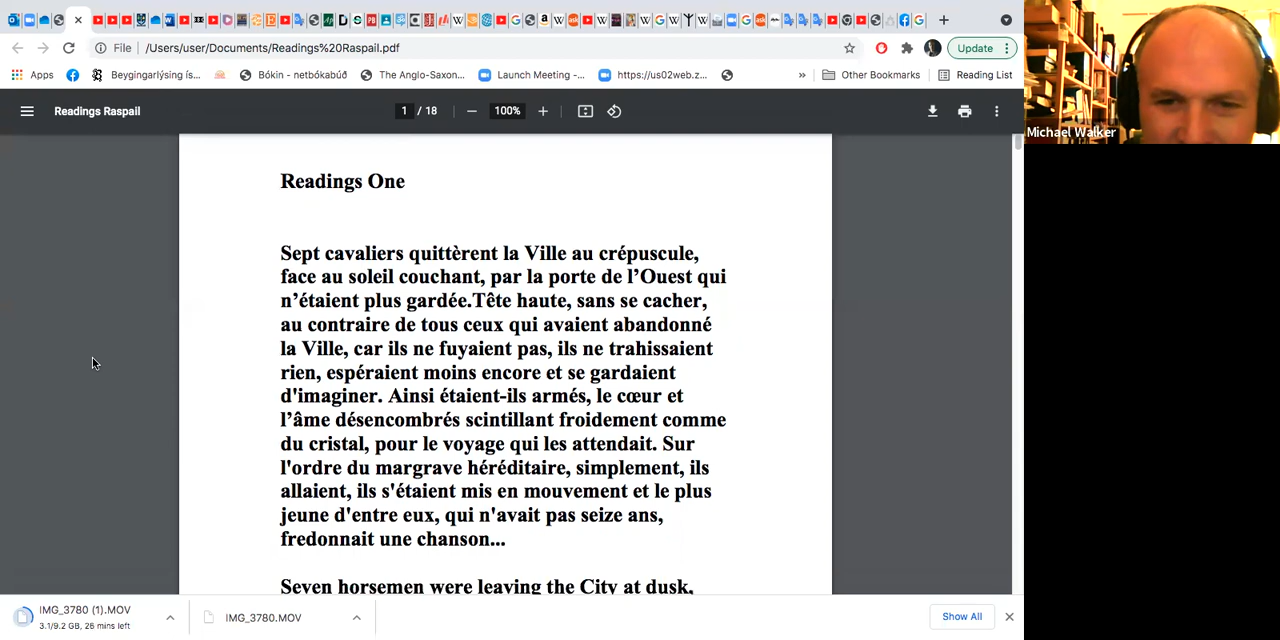 File
/Users/user/Documents/Readings%20Raspail.pdf
Update
Apps
Beygingarlýsing ís...
Bókin - netbókabúð
The Anglo-Saxon...
Launch Meeting -...
https://us02web.z...
»
Other Bookmarks
Reading List
Readings Raspail
1 / 18
100%
Michael Walker
Readings One
Sept cavaliers quittèrent la Ville au crépuscule,
face au soleil couchant, par la porte de l’Ouest qui
n’étaient plus gardée.Tête haute, sans se cacher,
au contraire de tous ceux qui avaient abandonné
la Ville, car ils ne fuyaient pas, ils ne trahissaient
rien, espéraient moins encore et se gardaient
d'imaginer. Ainsi étaient-ils armés, le cœur et
l’âme désencombrés scintillant froidement comme
du cristal, pour le voyage qui les attendait. Sur
l'ordre du margrave héréditaire, simplement, ils
allaient, ils s'étaient mis en mouvement et le plus
jeune d'entre eux, qui n'avait pas seize ans,
fredonnait une chanson...
Seven horsemen were leaving the City at dusk,
IMG_3780 (1).MOV
3.1/9.2 GB, 26 mins left
IMG_3780.MOV
Show All